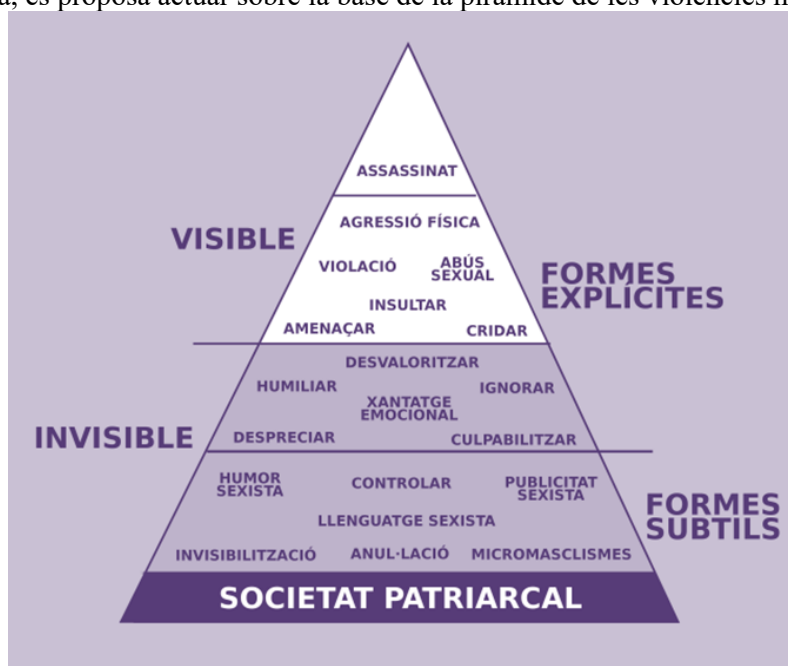 es proposa actuar sobre la base de la piràmide de les violències
ASSASSINAT
AGRESSIÓ FÍSICA
VISIBLE
VIOLACIÓ
ABÚS
SEXUAL
FORMES
EXPLÍCITES
INSULTAR
AMENAÇAR
CRIDAR
DESVALORITZAR
HUMILIAR
IGNORAR
XANTATGE
EMOCIONAL
INVISIBLE
DESPRECIAR
CULPABILITZAR
HUMOR
SEXISTA
CONTROLAR
PUBLICITAT
SEXISTA
FORMES
SUBTILS
LLENGUATGE SEXISTA
INVISIBILITZACIÓ
ANUL·LACIÓ
MICROMASCLISMES
SOCIETAT PATRIARCAL